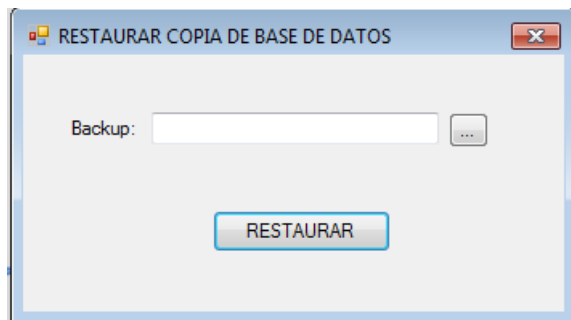 RESTAURAR COPIA DE BASE DE DATOS
Backup:
...
RESTAURAR